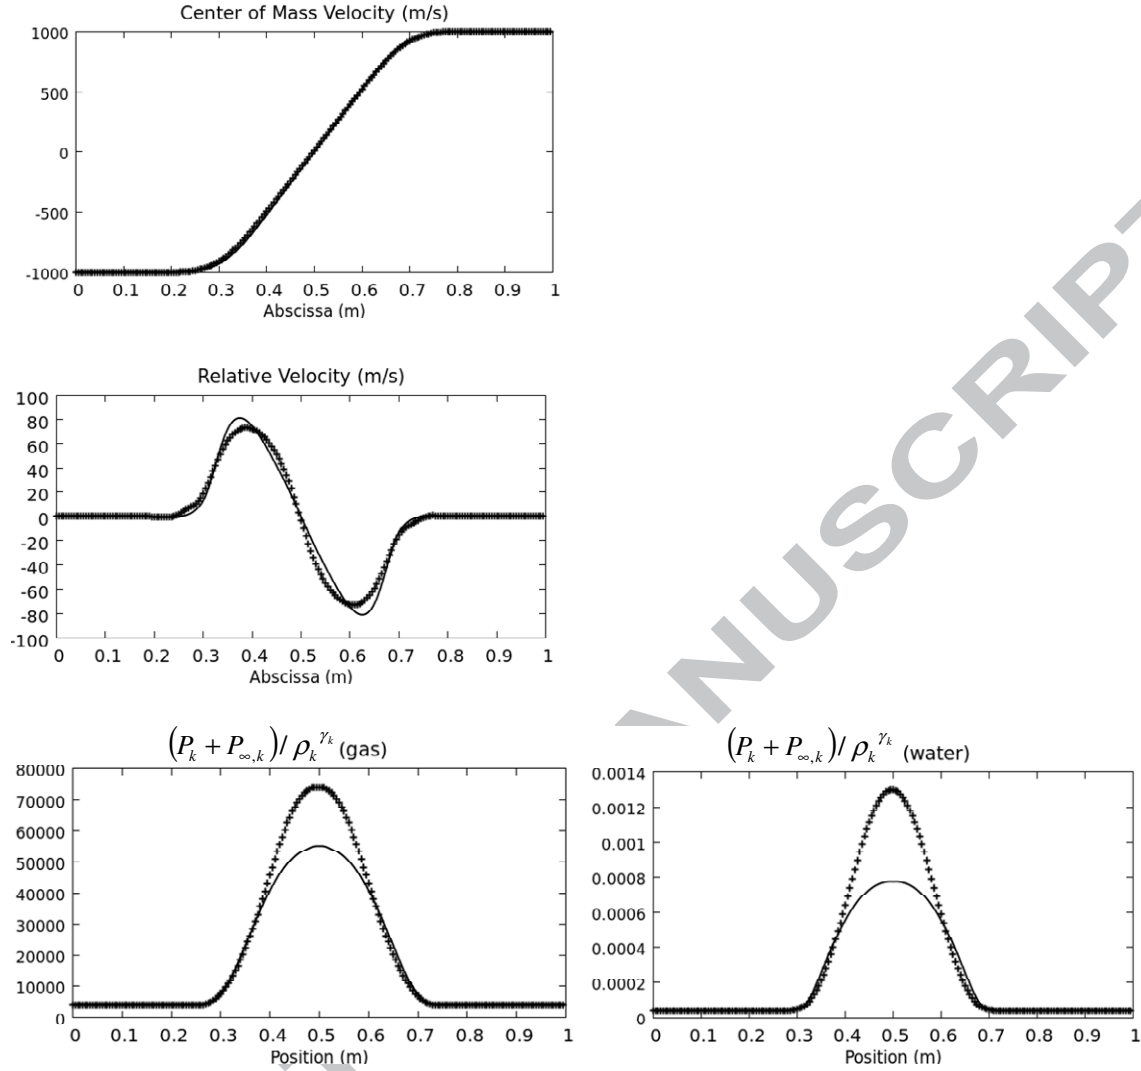 Center of Mass Velocity (m/s)
1000
500
0
-500
-1000
0 0.1 0.2 0.3 0.4 0.5 0.6 0.7 0.8 0.9 1
Abscissa (m)
Relative Velocity (m/s)
100
80
60
40
20
0
-20
-40
-60
-80
-100
0 0.1 0.2 0.3 0.4 0.5 0.6 0.7 0.8 0.9 1
Abscissa (m)
(P_k + P_{∞,k}) / ρ_k^{γ_k} (gas)
80000
70000
60000
50000
40000
30000
20000
10000
0
0 0.1 0.2 0.3 0.4 0.5 0.6 0.7 0.8 0.9 1
Position (m)
(P_k + P_{∞,k}) / ρ_k^{γ_k} (water)
0.0014
0.0012
0.001
0.0008
0.0006
0.0004
0.0002
0
0 0.1 0.2 0.3 0.4 0.5 0.6 0.7 0.8 0.9 1
Position (m)
ANUSCRIPT